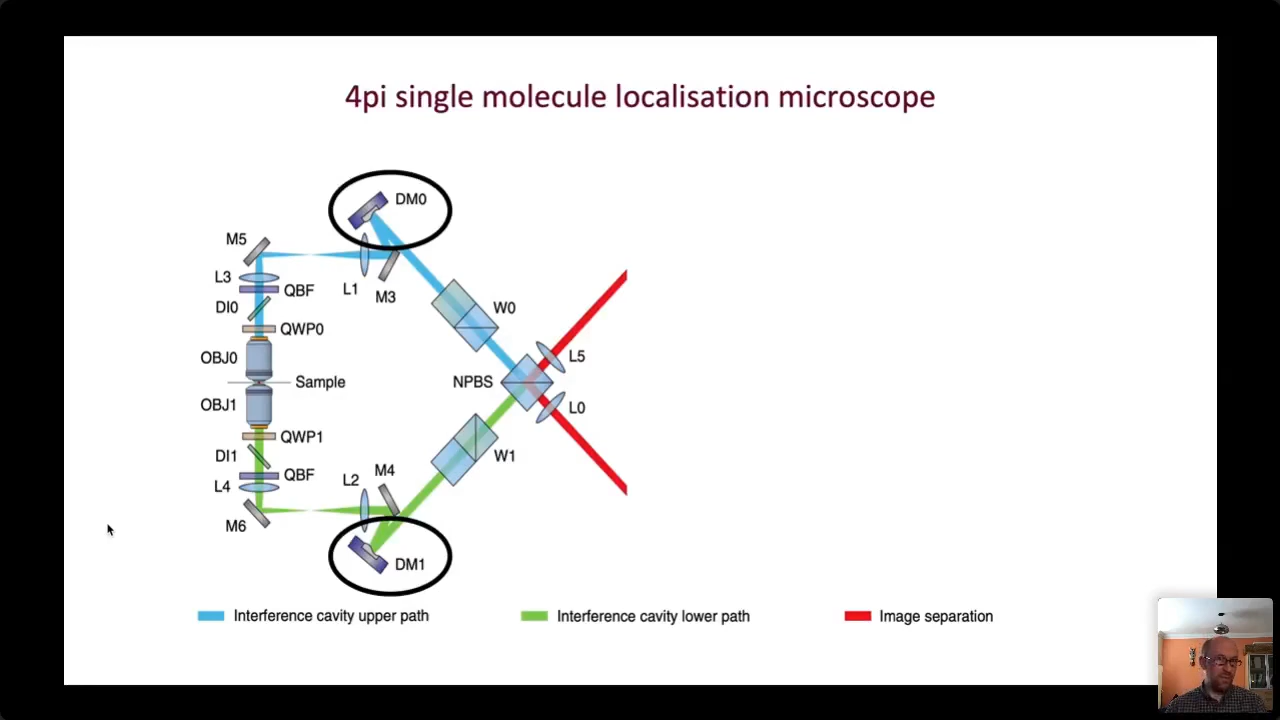 4pi single molecule localisation microscope
DM0
M5
L3
QBF
L1
M3
DI0
W0
QWP0
OBJ0
L5
Sample
NPBS
OBJ1
L0
QWP1
DI1
W1
M4
L2
QBF
L4
M6
DM1
Interference cavity upper path
Interference cavity lower path
Image separation